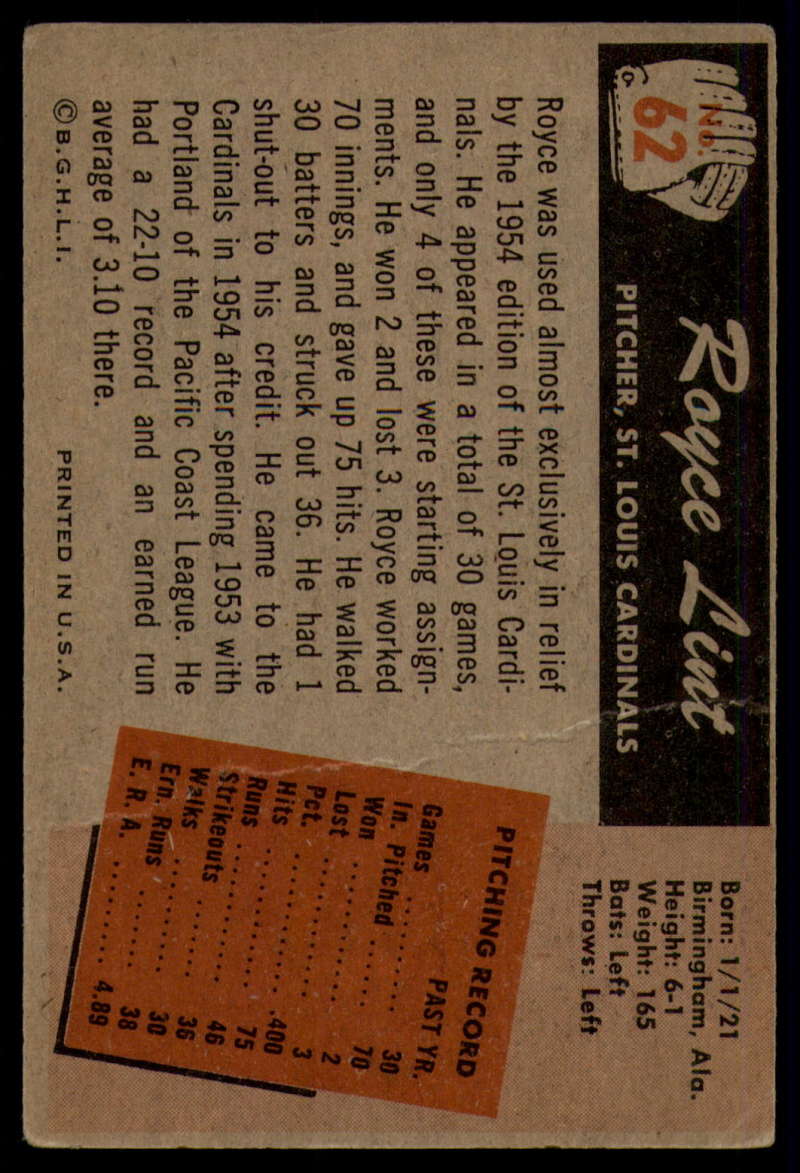 No.
62
Royce Lint
PITCHER, ST. LOUIS CARDINALS
Born: 1/1/21
Birmingham, Ala.
Height: 6-1
Weight: 165
Bats: Left
Throws: Left
Royce was used almost exclusively in relief
by the 1954 edition of the St. Louis Cardi-
nals. He appeared in a total of 30 games,
and only 4 of these were starting assign-
ments. He won 2 and lost 3. Royce worked
70 innings, and gave up 75 hits. He walked
30 batters and struck out 36. He had 1
shut-out to his credit. He came to the
Cardinals in 1954 after spending 1953 with
Portland of the Pacific Coast League. He
had a 22-10 record and an earned run
average of 3.10 there.
© B.G.H.L.I. PRINTED IN U.S.A.
PITCHING RECORD
PAST YR.
Games ........ 30
In. Pitched ...... 70
Won ........... 2
Lost ........... 3
Pct. ........... .400
Hits ........... 75
Runs ........... 46
Strikeouts ....... 36
Walks .......... 30
Ern. Runs ....... 38
E. R. A. ........ 4.89